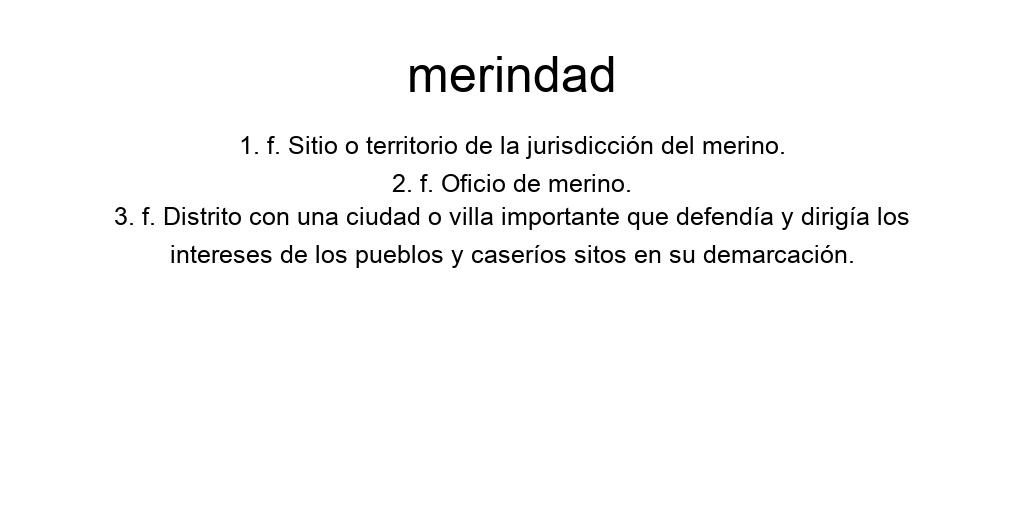 merindad
1. f. Sitio o territorio de la jurisdicción del merino.
2. f. Oficio de merino.
3. f. Distrito con una ciudad o villa importante que defendía y dirigía los
intereses de los pueblos y caseríos sitos en su demarcación.